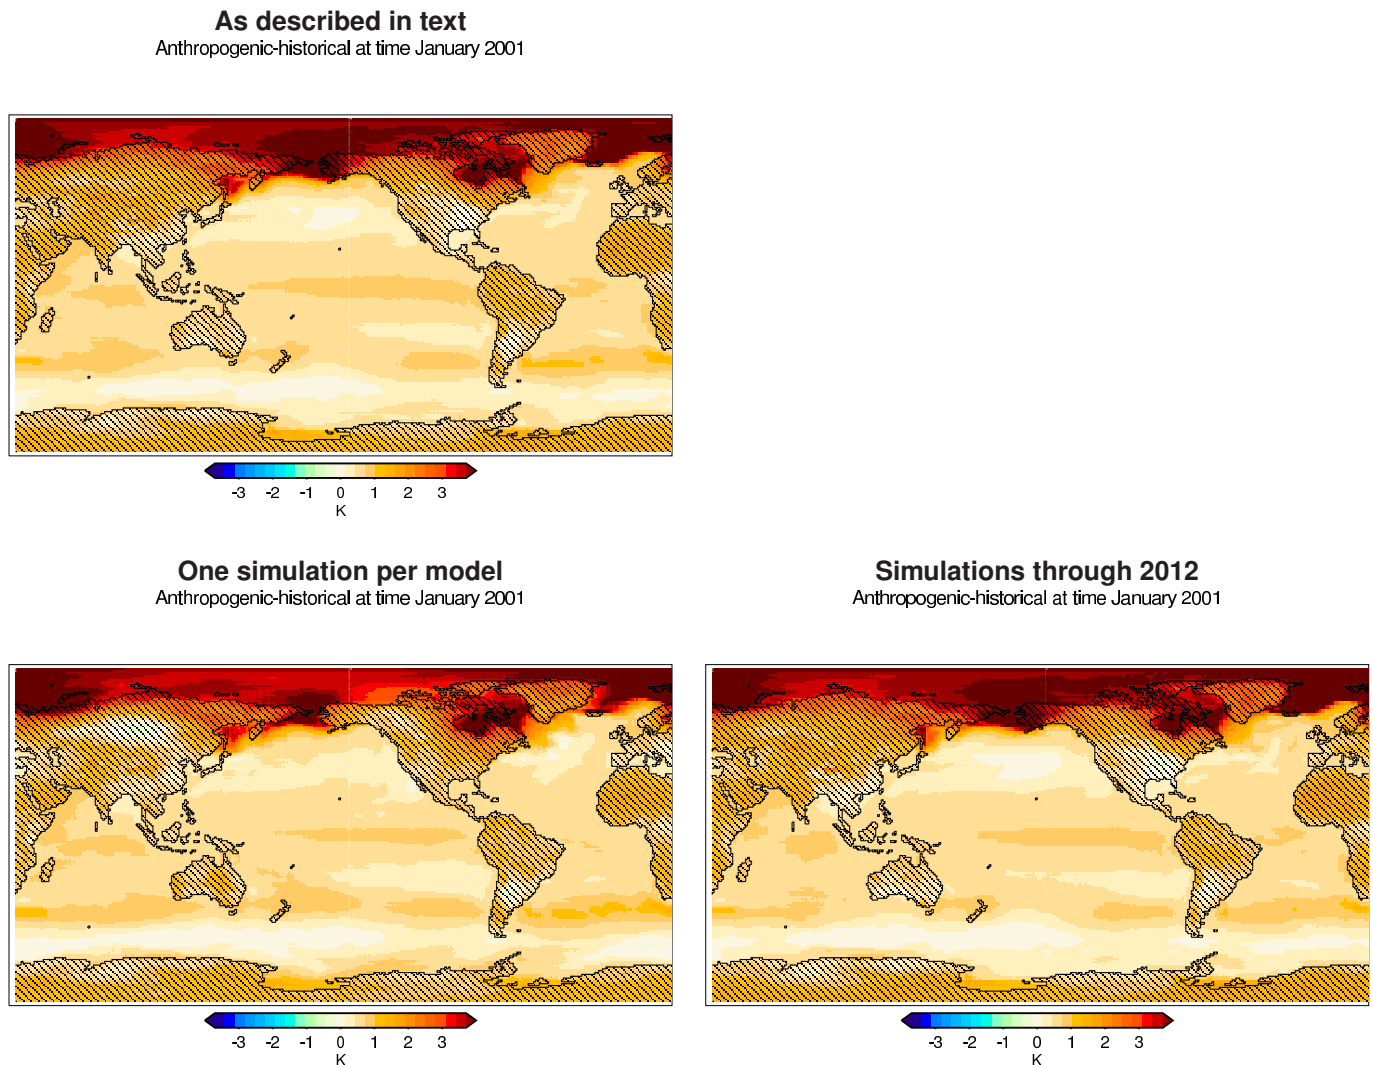 As described in text
Anthropogenic-historical at time January 2001
-3 -2 -1 0 1 2 3
K
One simulation per model
Anthropogenic-historical at time January 2001
-3 -2 -1 0 1 2 3
K
Simulations through 2012
Anthropogenic-historical at time January 2001
-3 -2 -1 0 1 2 3
K